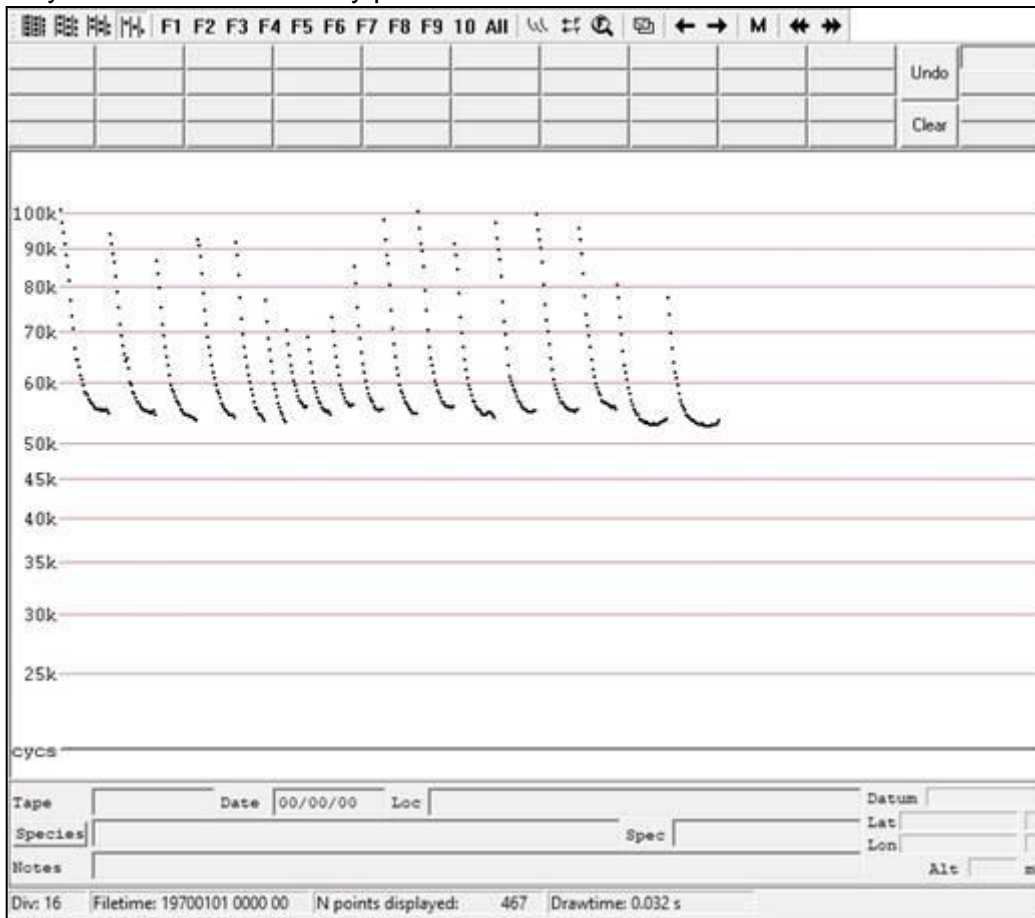 F1 F2 F3 F4 F5 F6 F7 F8 F9 10 All M
Undo
Clear
100k
90k
80k
70k
60k
50k
45k
40k
35k
30k
25k
cycs
Tape Date 00/00/00 Loc Datum
Species Spec Lat
Lon
Notes Alt m
Div: 16 Filetime: 19700101 0000 00 N points displayed: 467 Drawtime: 0.032 s